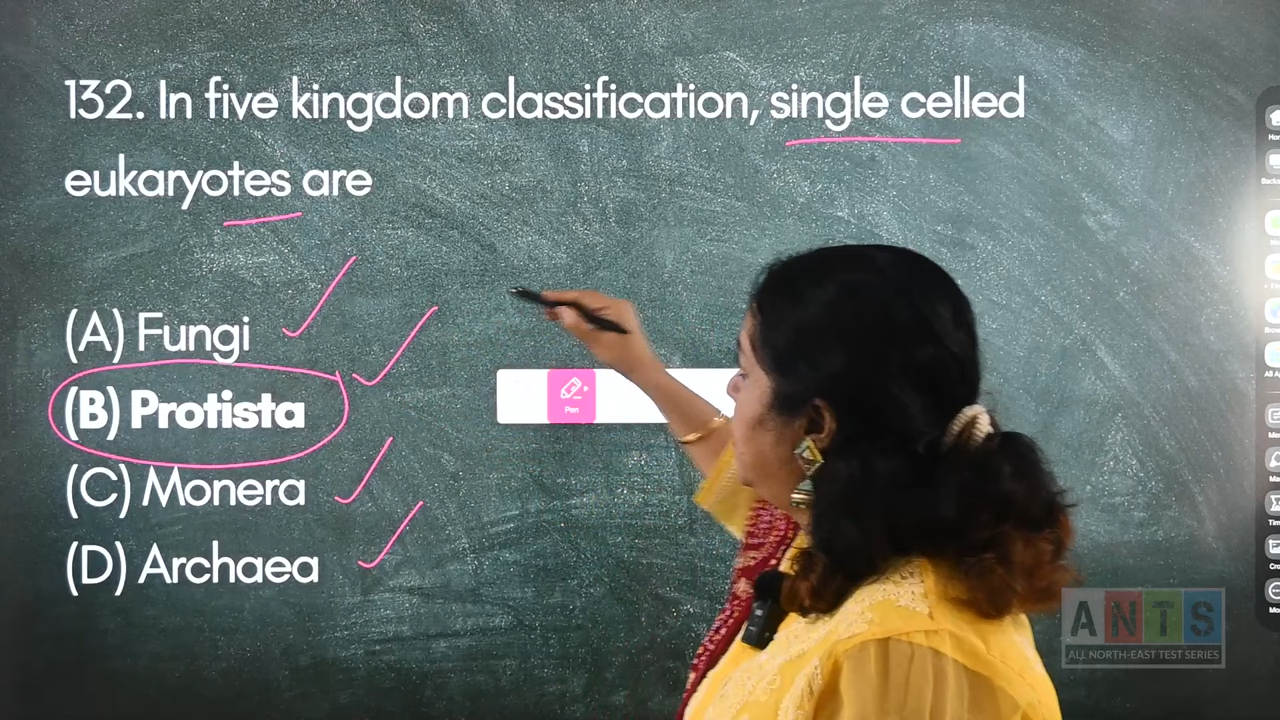 132. In five kingdom classification, single celled
eukaryotes are
(A) Fungi
(B) Protista
(C) Monera
(D) Archaea
Pen
ANTS
ALL NORTH-EAST TEST SERIES